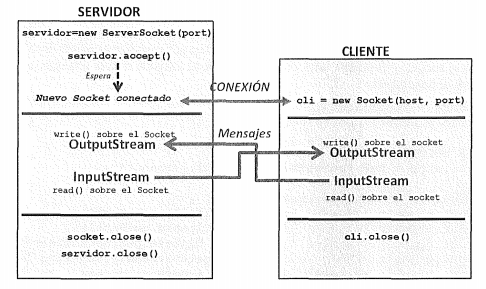 SERVIDOR
servidor=new ServerSocket(port)
servidor.accept()
Espera
Nuevo Socket conectado
write() sobre el Socket
OutputStream
InputStream
read() sobre el Socket
socket.close()
servidor.close()
CONEXIÓN
Mensajes
CLIENTE
cli = new Socket(host, port)
write() sobre el socket
OutputStream
InputStream
read() sobre el socket
cli.close()